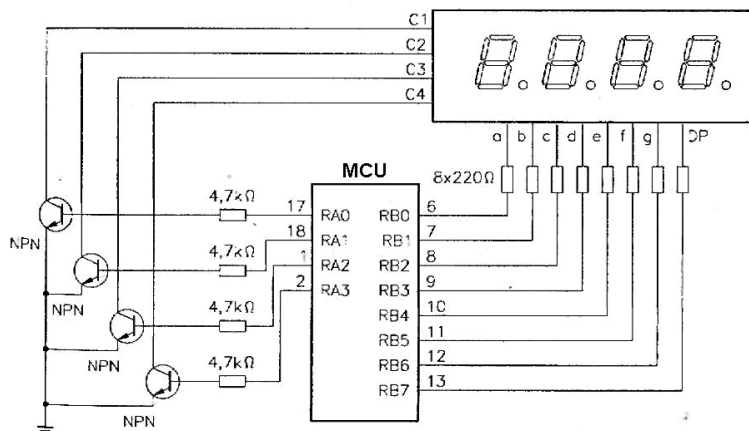 C1
C2
C3
C4
a b c d e f g DP
8x220Ω
MCU
4,7kΩ 17 RA0 RB0 6
4,7kΩ 18 RA1 RB1 7
4,7kΩ 1 RA2 RB2 8
4,7kΩ 2 RA3 RB3 9
RB4 10
RB5 11
RB6 12
RB7 13
NPN
NPN
NPN
NPN